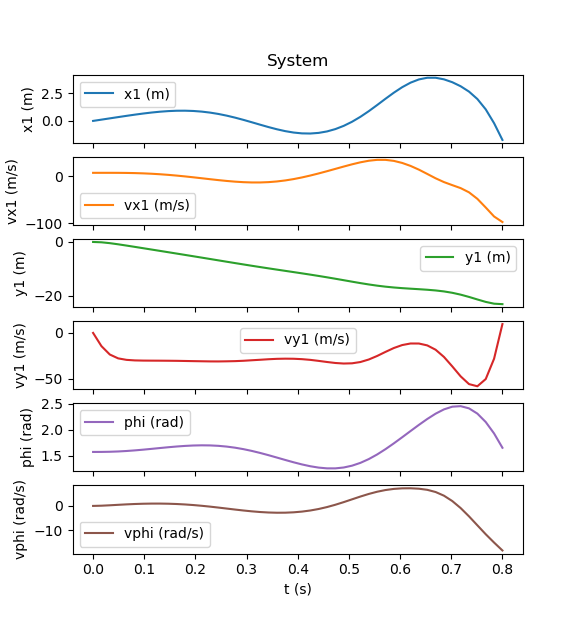 System
x1 (m)
2.5
0.0
x1 (m)
vx1 (m/s)
0
−100
vx1 (m/s)
y1 (m)
0
−20
y1 (m)
vy1 (m/s)
0
−50
vy1 (m/s)
phi (rad)
2.5
2.0
1.5
phi (rad)
vphi (rad/s)
0
−10
vphi (rad/s)
0.0 0.1 0.2 0.3 0.4 0.5 0.6 0.7 0.8
t (s)